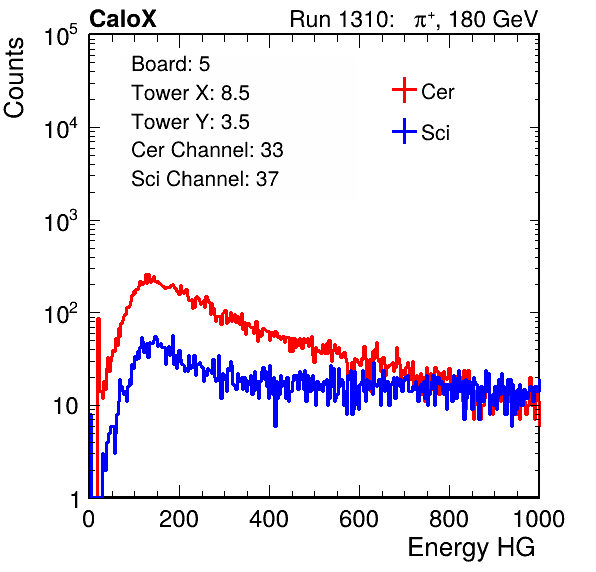 CaloX Run 1310: π⁺, 180 GeV
Counts
10⁵
10⁴
10³
10²
10
1
Board: 5
Tower X: 8.5
Tower Y: 3.5
Cer Channel: 33
Sci Channel: 37
Cer
Sci
0 200 400 600 800 1000
Energy HG